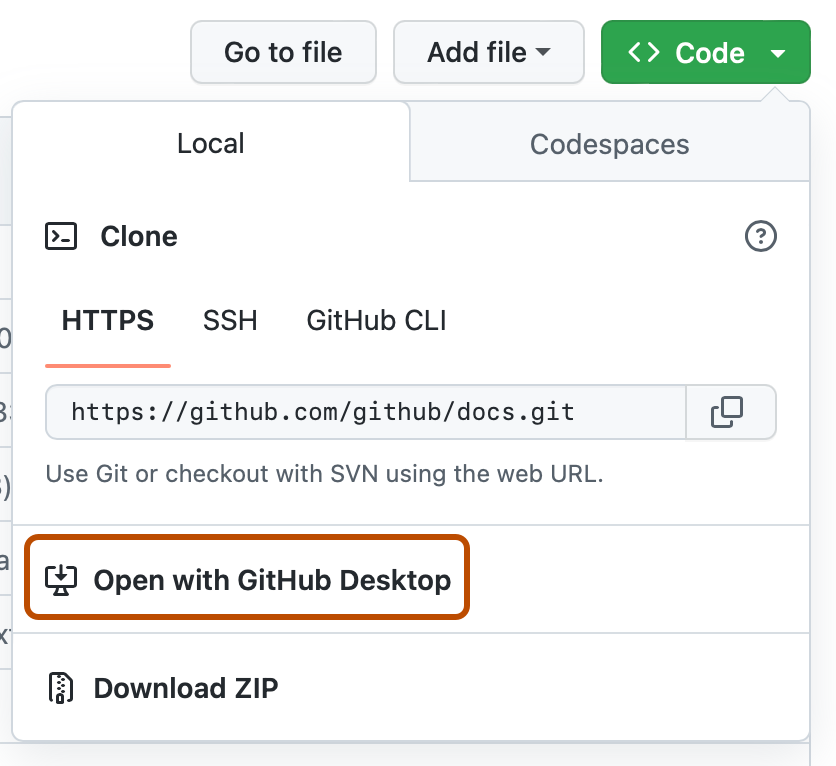 Go to file
Add file
Code
Local
Codespaces
Clone
HTTPS
SSH
GitHub CLI
https://github.com/github/docs.git
Use Git or checkout with SVN using the web URL.
Open with GitHub Desktop
Download ZIP